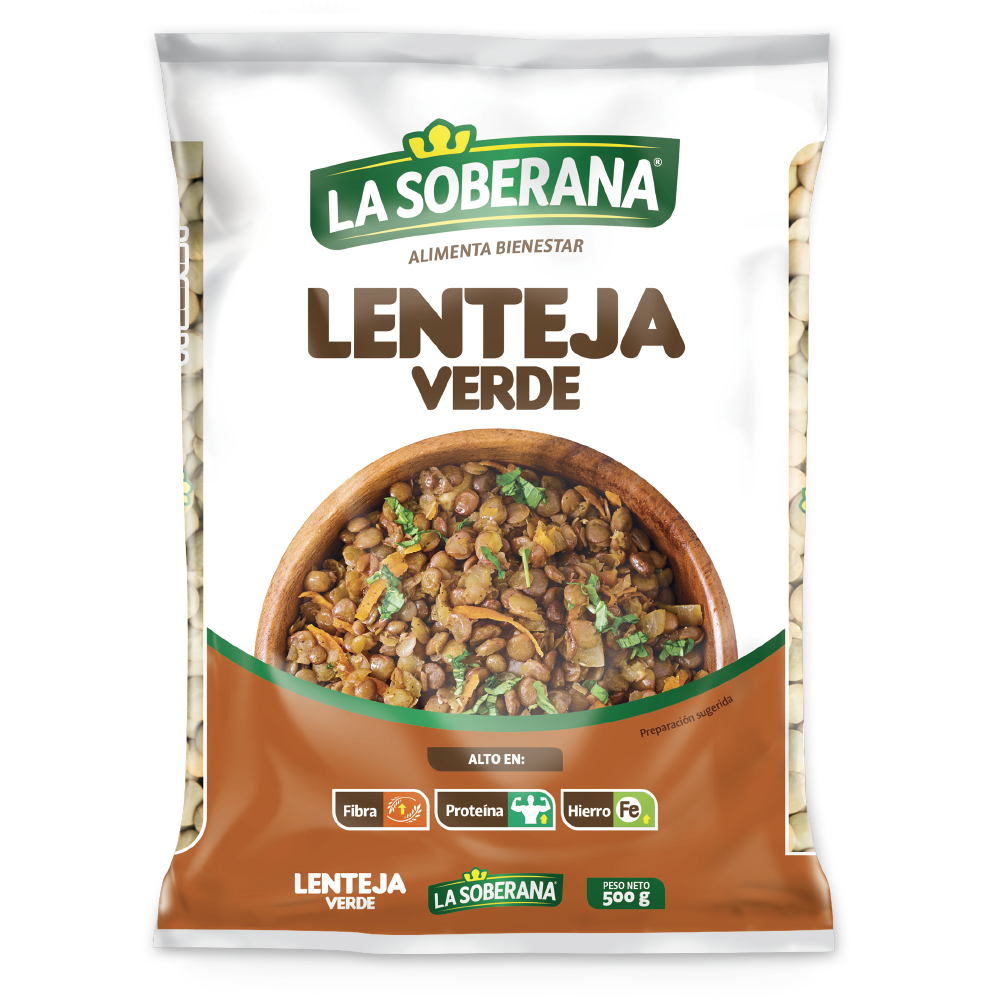 LA SOBERANA®
ALIMENTA BIENESTAR
LENTEJA
VERDE
Preparación sugerida
ALTO EN:
Fibra
Proteína
Hierro Fe
LENTEJA
VERDE
LA SOBERANA
PESO NETO
500 g